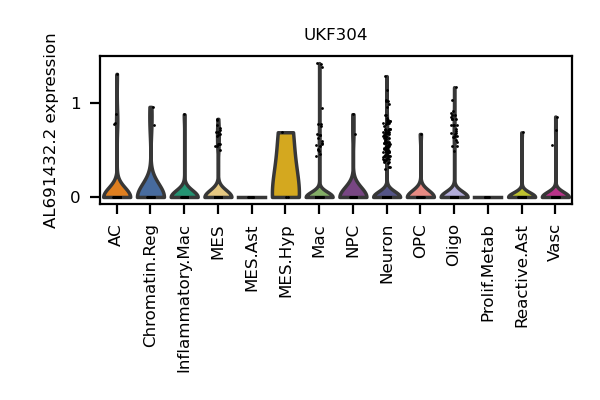 UKF304
AL691432.2 expression
1
0
AC
Chromatin.Reg
Inflammatory.Mac
MES
MES.Ast
MES.Hyp
Mac
NPC
Neuron
OPC
Oligo
Prolif.Metab
Reactive.Ast
Vasc